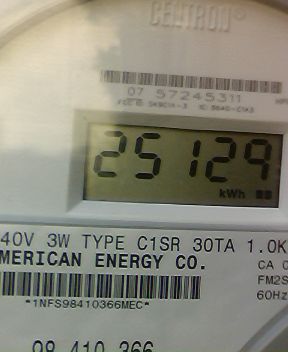 CENTRON®
07 57245311
25129
kWh
40V 3W TYPE C1SR 30TA 1.0K
MERICAN ENERGY CO.
CA 0
FM2S
*1NFS98410366MEC*
60Hz
98 410 366